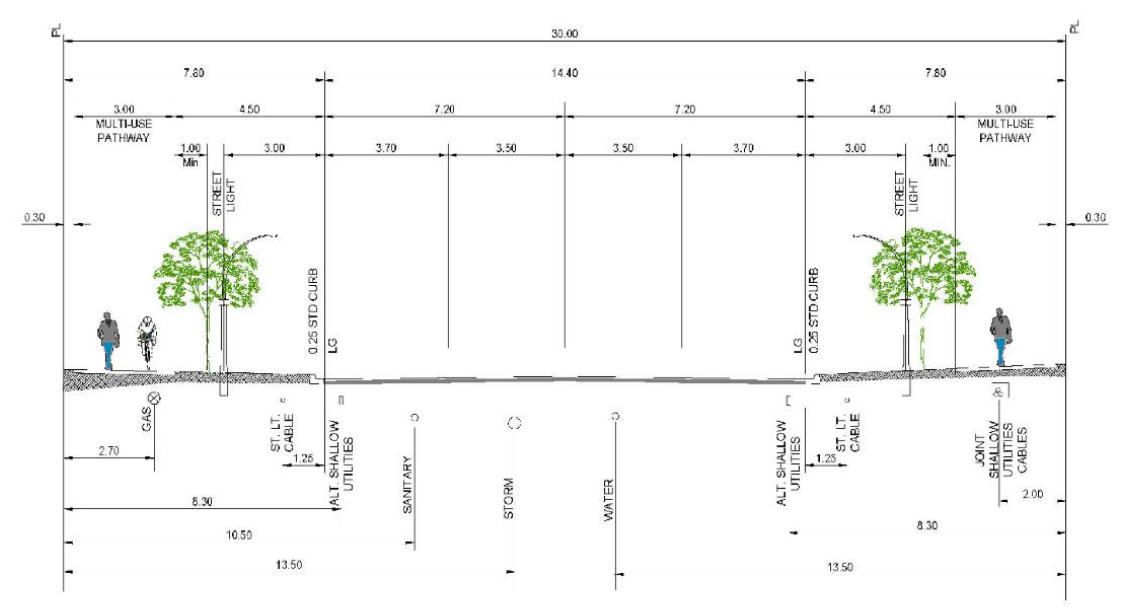 PL
PL
30.00
7.80
14.40
7.80
3.00
4.50
7.20
7.20
4.50
3.00
MULTI-USE
PATHWAY
MULTI-USE
PATHWAY
1.00
Min
3.00
3.70
3.50
3.50
3.70
3.00
1.00
MIN.
STREET
LIGHT
STREET
LIGHT
0.30
0.30
0.25 STD CURB
LG
LG
0.25 STD CURB
GAS
ST. LT.
CABLE
ALT. SHALLOW
UTILITIES
SANITARY
STORM
WATER
ALT. SHALLOW
UTILITIES
ST. LT.
CABLE
JOINT
SHALLOW
UTILITIES
CABLES
2.70
1.25
1.25
2.00
8.30
8.30
10.50
13.50
13.50